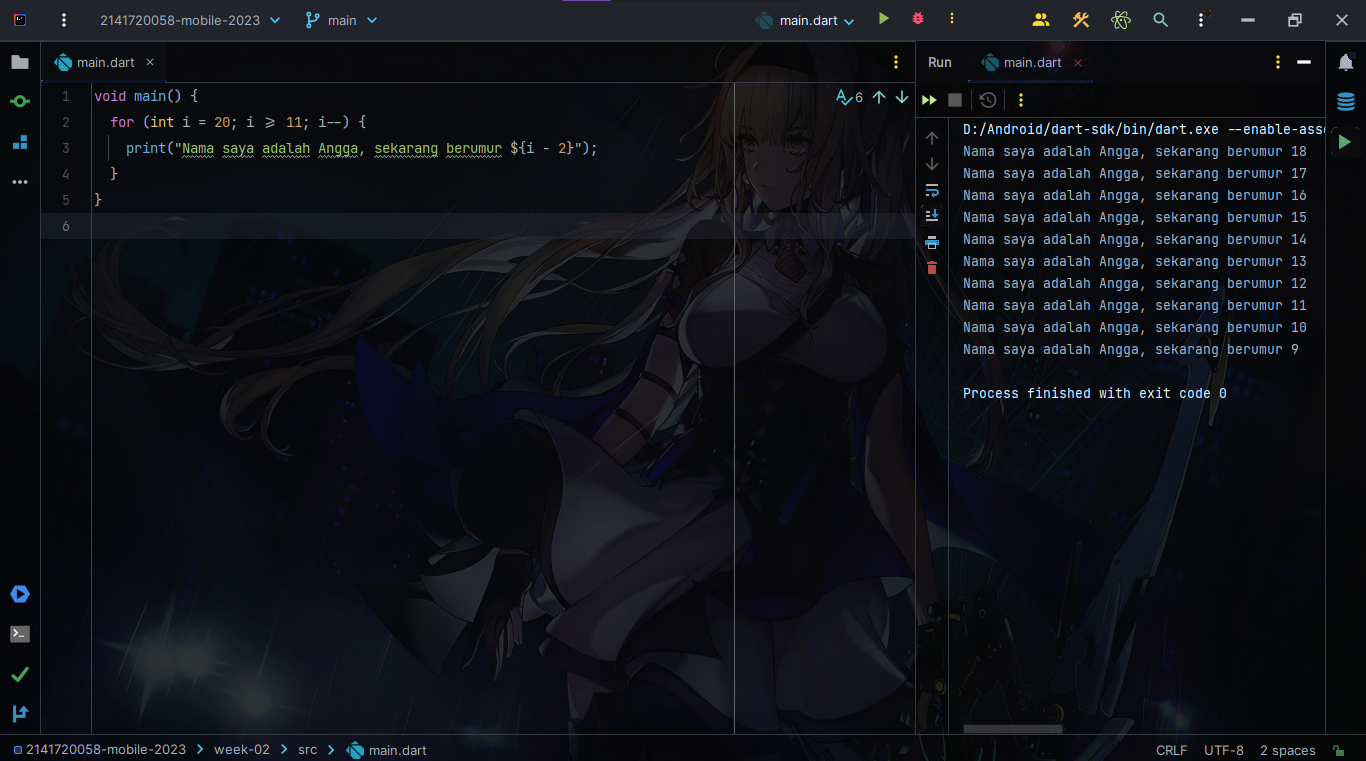 2141720058-mobile-2023
main
main.dart
main.dart
6
1 void main() {
2 for (int i = 20; i >= 11; i--) {
3 print("Nama saya adalah Angga, sekarang berumur ${i - 2}");
4 }
5 }
6
Run
main.dart
D:/Android/dart-sdk/bin/dart.exe --enable-asse
Nama saya adalah Angga, sekarang berumur 18
Nama saya adalah Angga, sekarang berumur 17
Nama saya adalah Angga, sekarang berumur 16
Nama saya adalah Angga, sekarang berumur 15
Nama saya adalah Angga, sekarang berumur 14
Nama saya adalah Angga, sekarang berumur 13
Nama saya adalah Angga, sekarang berumur 12
Nama saya adalah Angga, sekarang berumur 11
Nama saya adalah Angga, sekarang berumur 10
Nama saya adalah Angga, sekarang berumur 9
Process finished with exit code 0
2141720058-mobile-2023 > week-02 > src > main.dart
CRLF UTF-8 2 spaces